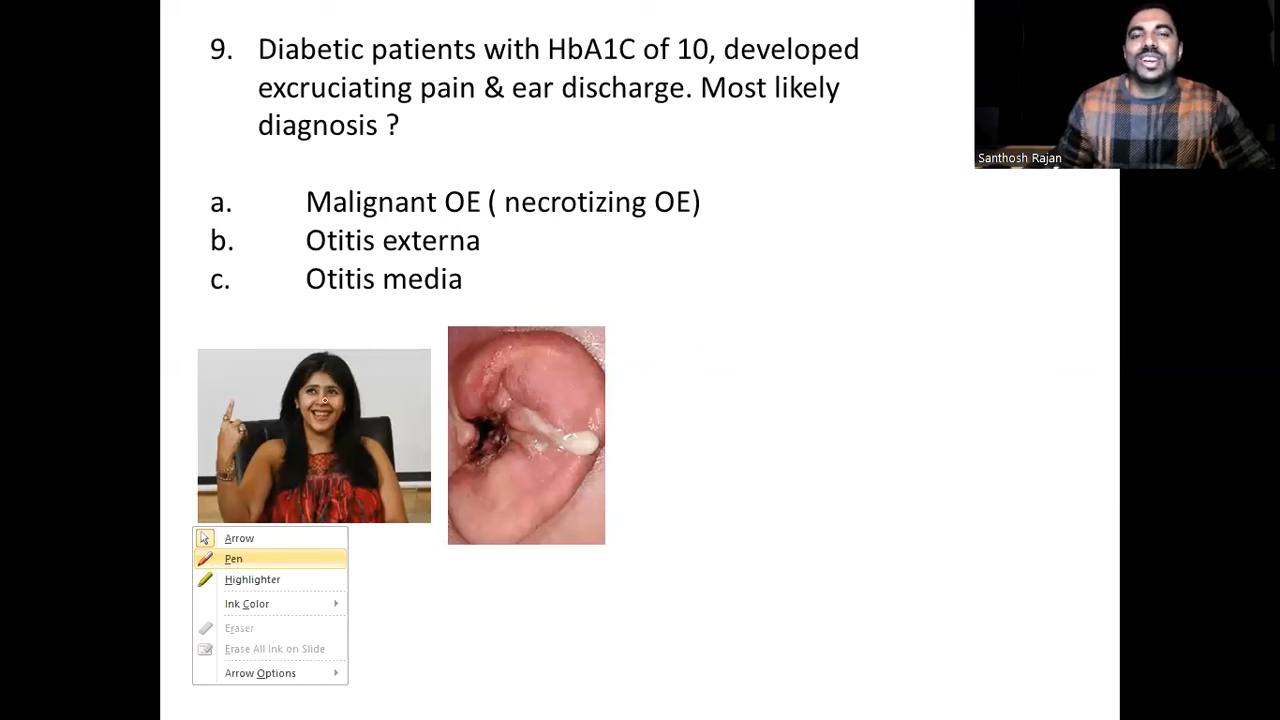 9. Diabetic patients with HbA1C of 10, developed
excruciating pain & ear discharge. Most likely
diagnosis ?
a. Malignant OE ( necrotizing OE)
b. Otitis externa
c. Otitis media
Santhosh Rajan
Arrow
Pen
Highlighter
Ink Color
Eraser
Erase All Ink on Slide
Arrow Options